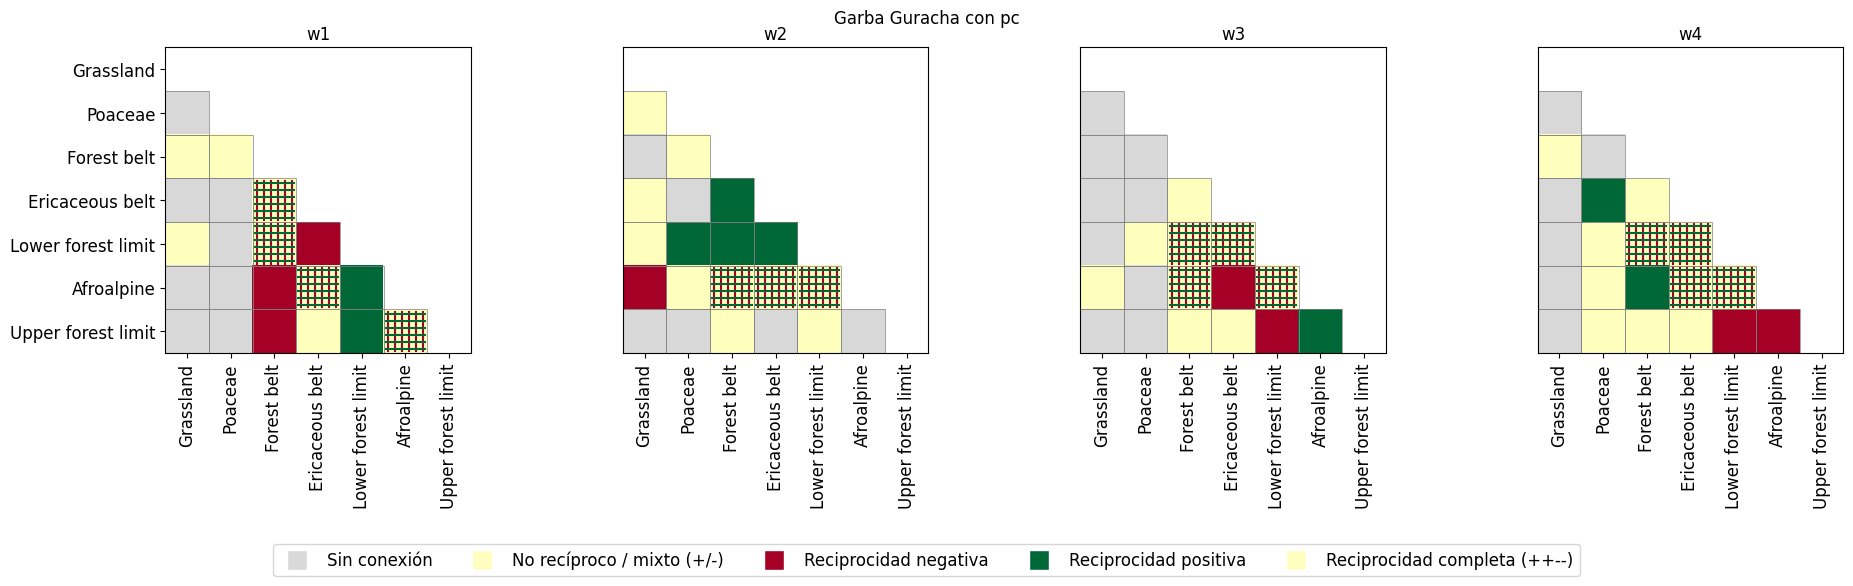 Garba Guracha con pc
w1
w2
w3
w4
Grassland
Poaceae
Forest belt
Ericaceous belt
Lower forest limit
Afroalpine
Upper forest limit
Grassland
Poaceae
Forest belt
Ericaceous belt
Lower forest limit
Afroalpine
Upper forest limit
Grassland
Poaceae
Forest belt
Ericaceous belt
Lower forest limit
Afroalpine
Upper forest limit
Grassland
Poaceae
Forest belt
Ericaceous belt
Lower forest limit
Afroalpine
Upper forest limit
Grassland
Poaceae
Forest belt
Ericaceous belt
Lower forest limit
Afroalpine
Upper forest limit
Sin conexión
No recíproco / mixto (+/-)
Reciprocidad negativa
Reciprocidad positiva
Reciprocidad completa (++--)